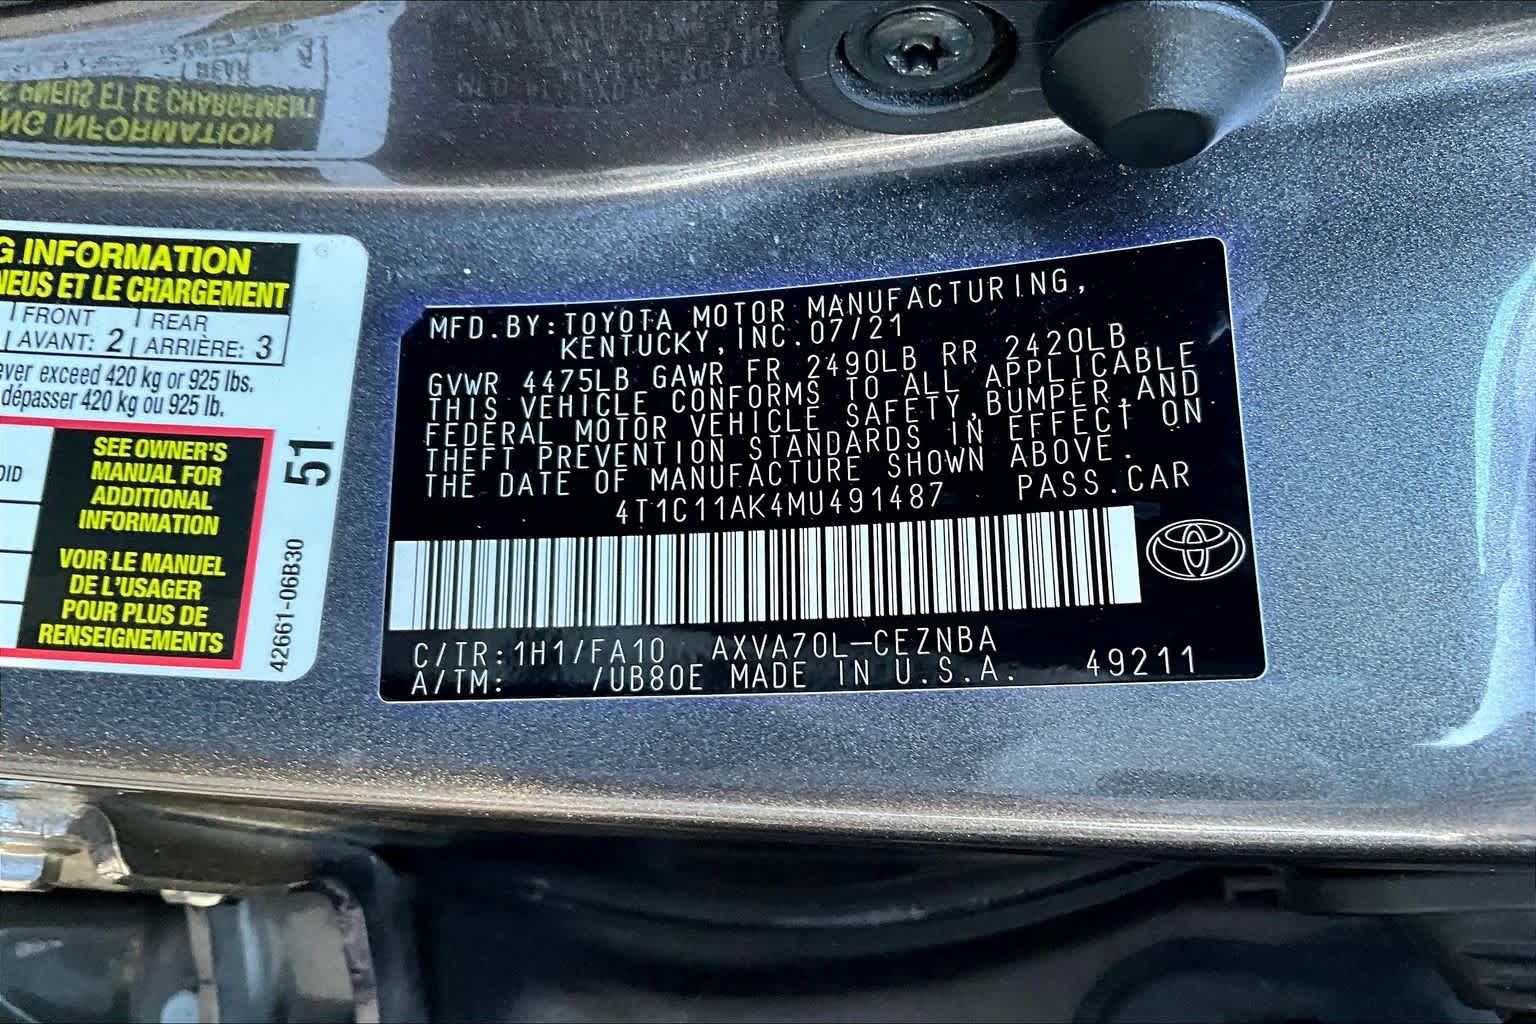 G INFORMATION
NEUS ET LE CHARGEMENT
FRONT REAR
AVANT: 2 ARRIÈRE: 3
ever exceed 420 kg or 925 lbs.
dépasser 420 kg ou 925 lb.
OID
SEE OWNER'S
MANUAL FOR
ADDITIONAL
INFORMATION
VOIR LE MANUEL
DE L'USAGER
POUR PLUS DE
RENSEIGNEMENTS
51
42661-06B30
MFD.BY:TOYOTA MOTOR MANUFACTURING,
KENTUCKY,INC.07/21
GVWR 4475LB GAWR FR 2490LB RR 2420LB
THIS VEHICLE CONFORMS TO ALL APPLICABLE
FEDERAL MOTOR VEHICLE SAFETY,BUMPER,AND
THEFT PREVENTION STANDARDS IN EFFECT ON
THE DATE OF MANUFACTURE SHOWN ABOVE.
4T1C11AK4MU491487 PASS.CAR
C/TR:1H1/FA10 AXVA70L-CEZNBA
A/TM: /UB80E MADE IN U.S.A. 49211